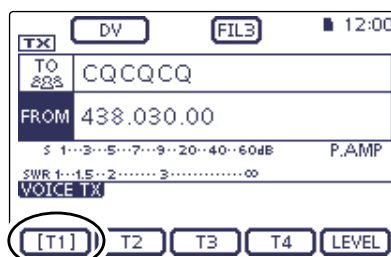 DV FIL3 12:00
TX
TO CQCQCQ
FROM 438.030.00
S 1···3···5···7···9··20··40··60dB P.AMP
SWR 1···1.5··2······· 3·············∞
VOICE TX
[T1] T2 T3 T4 LEVEL